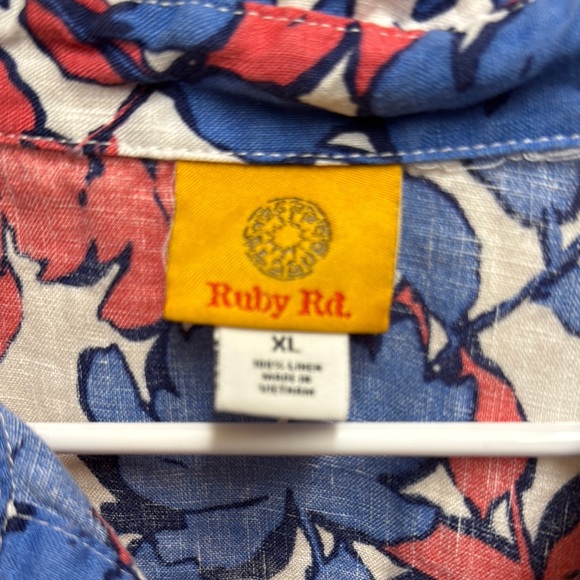 Ruby Rd.
XL
100% LINEN
MADE IN
VIETNAM